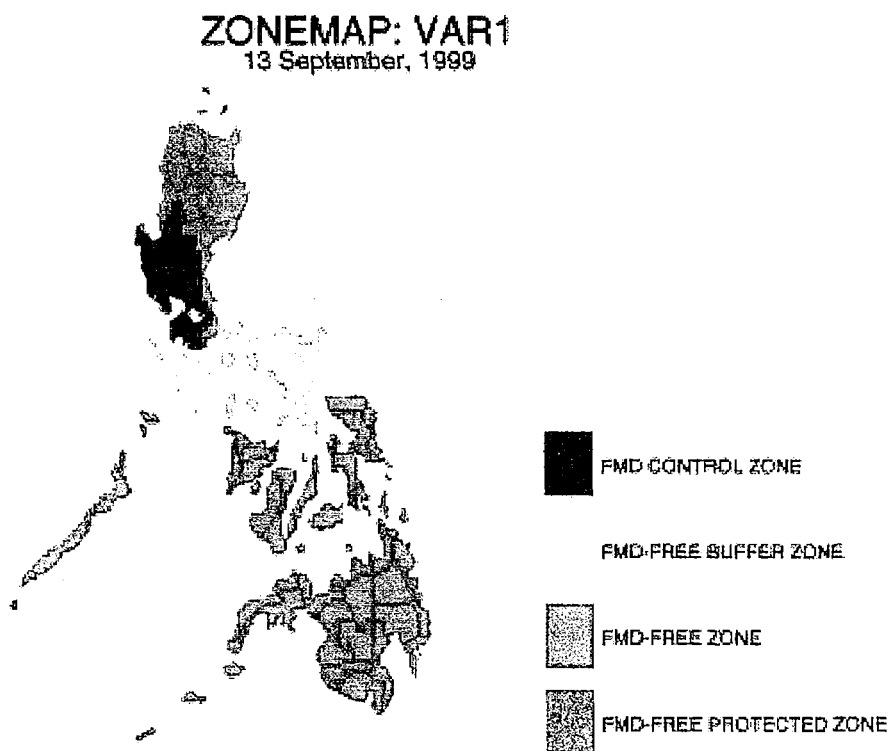 ZONEMAP: VAR1
13 September, 1999
FMD CONTROL ZONE
FMD-FREE BUFFER ZONE
FMD-FREE ZONE
FMD-FREE PROTECTED ZONE